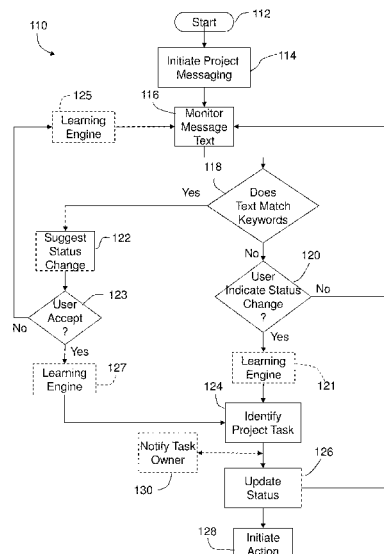 110
Start
112
Initiate Project
Messaging
114
125
Learning
Engine
116
Monitor
Message
Text
118
Does
Text Match
Keywords
Yes
No
Suggest
Status
Change
122
120
User
Indicate Status
Change
?
No
Yes
User
Accept
?
123
No
Yes
Learning
Engine
127
Learning
Engine
121
124
Identify
Project Task
Notify Task
Owner
130
126
Update
Status
128
Initiate
Action